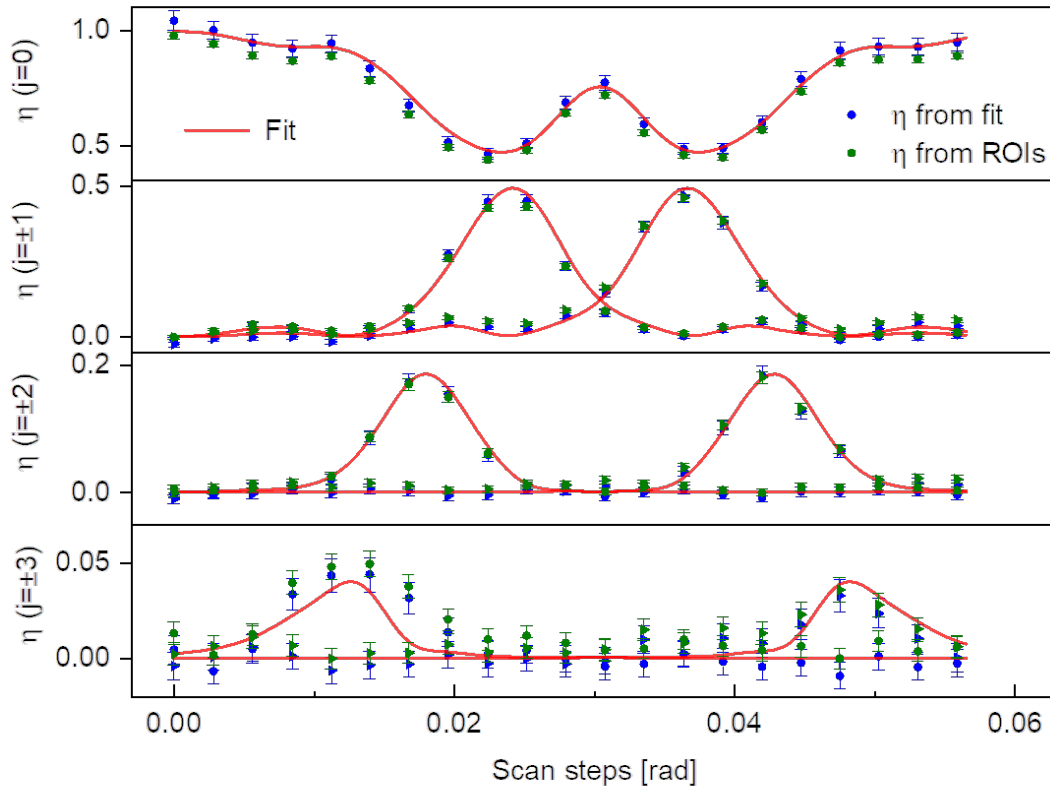 η (j=0)
1.0
0.5
Fit
η from fit
η from ROIs
η (j=±1)
0.5
0.0
η (j=±2)
0.2
0.0
η (j=±3)
0.05
0.00
0.00 0.02 0.04 0.06
Scan steps [rad]